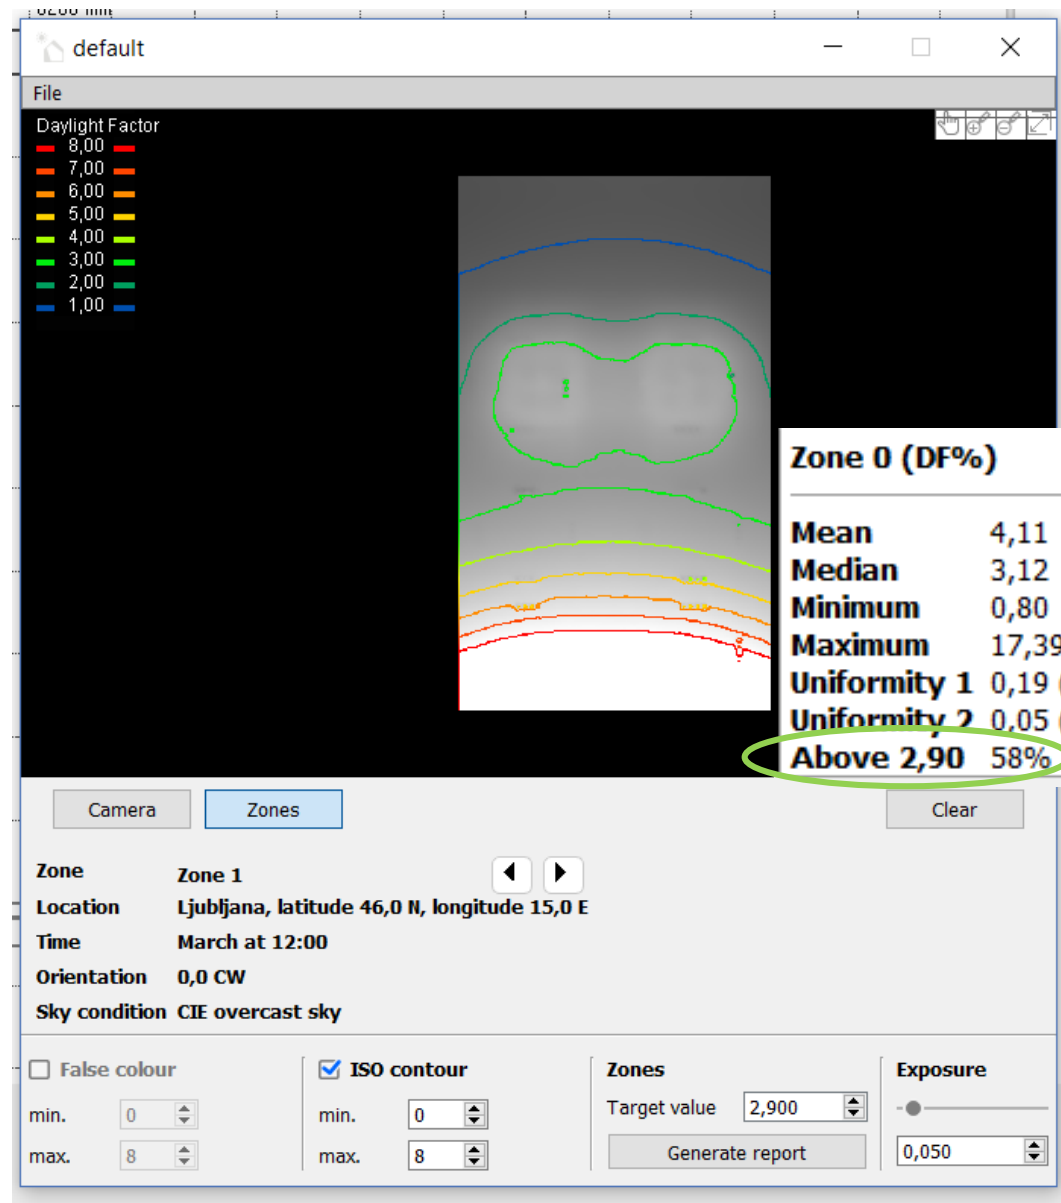 default
File
Daylight Factor
8,00
7,00
6,00
5,00
4,00
3,00
2,00
1,00
Zone 0 (DF%)
Mean 4,11
Median 3,12
Minimum 0,80
Maximum 17,39
Uniformity 1 0,19
Uniformity 2 0,05
Above 2,90 58%
Camera Zones Clear
Zone Zone 1
Location Ljubljana, latitude 46,0 N, longitude 15,0 E
Time March at 12:00
Orientation 0,0 CW
Sky condition CIE overcast sky
False colour ISO contour Zones Exposure
min. 0 min. 0 Target value 2,900
max. 8 max. 8 Generate report 0,050